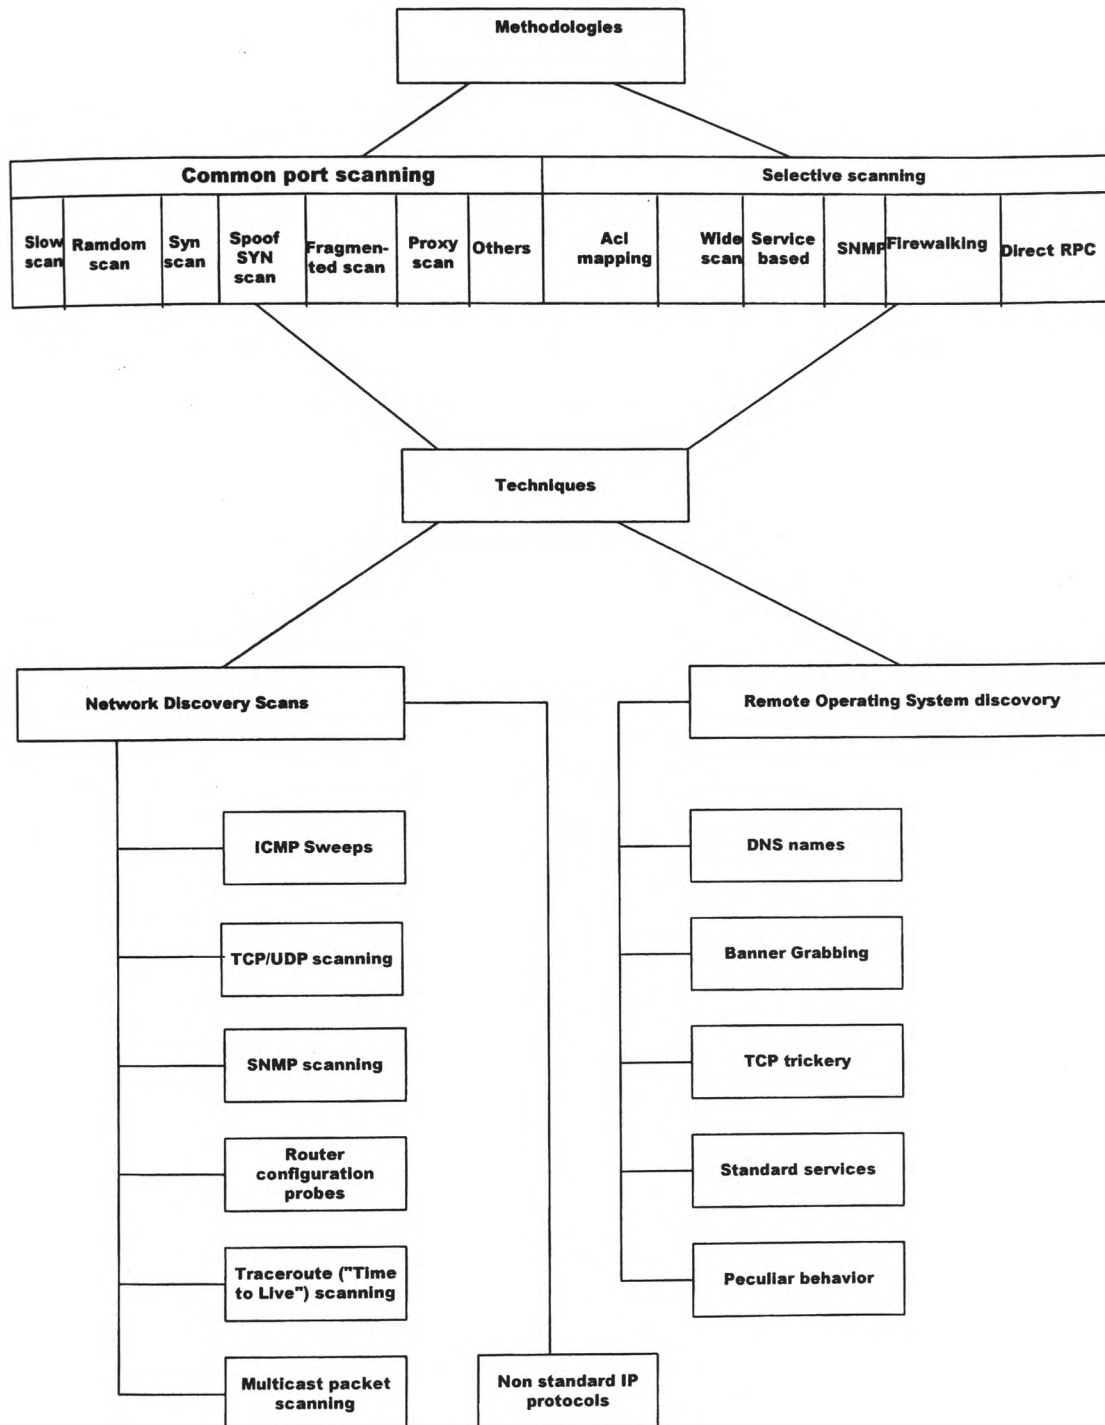 Methodologies
Common port scanning
Selective scanning
Slow
scan
Ramdom
scan
Syn
scan
Spoof
SYN
scan
Fragmen-
ted scan
Proxy
scan
Others
Acl
mapping
Wide
scan
Service
based
SNMP
Firewalking
Direct RPC
Techniques
Network Discovery Scans
Remote Operating System discovory
ICMP Sweeps
TCP/UDP scanning
SNMP scanning
Router
configuration
probes
Traceroute ("Time
to Live") scanning
Multicast packet
scanning
Non standard IP
protocols
DNS names
Banner Grabbing
TCP trickery
Standard services
Peculiar behavior